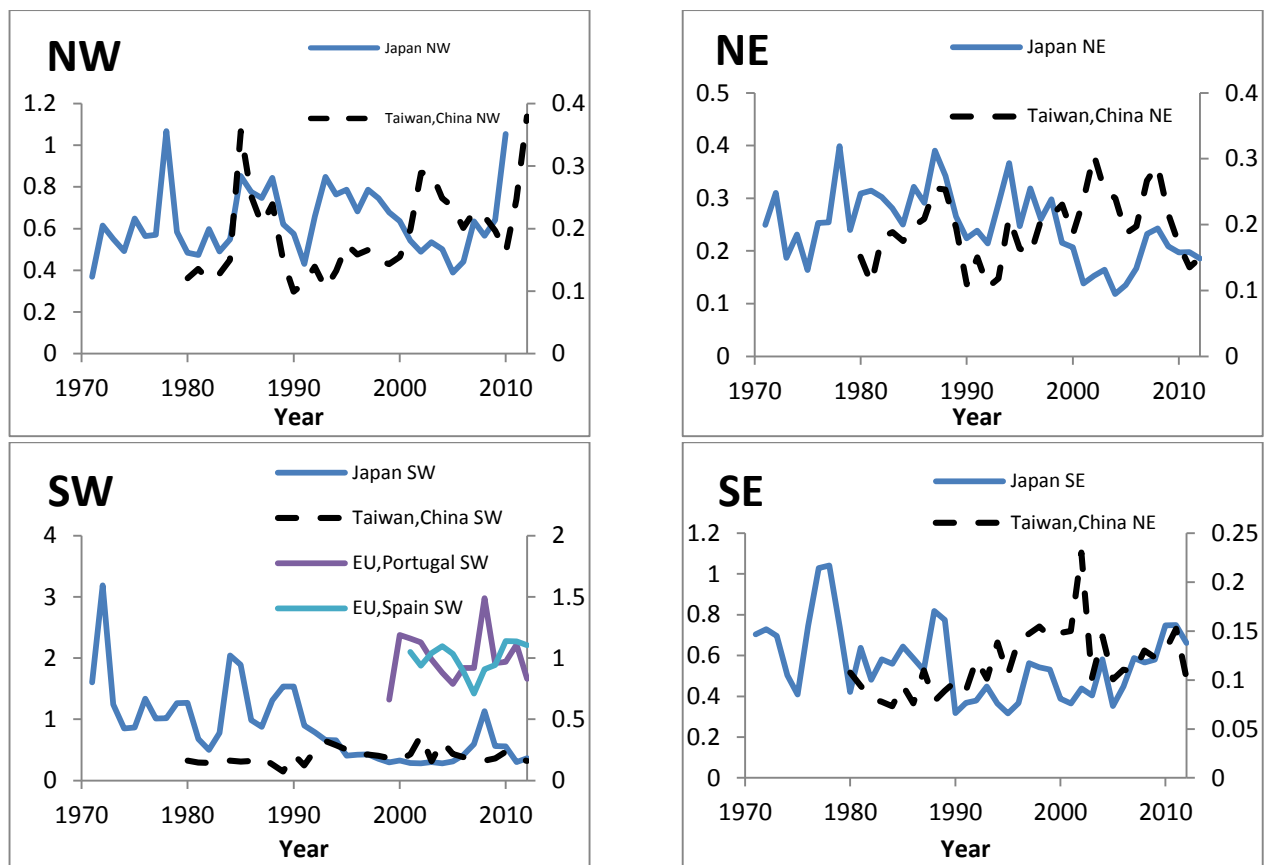 NW
Japan NW
Taiwan,China NW
1.2
1
0.8
0.6
0.4
0.2
0
0.4
0.3
0.2
0.1
0
1970 1980 1990 2000 2010
Year
NE
Japan NE
Taiwan,China NE
0.5
0.4
0.3
0.2
0.1
0
0.4
0.3
0.2
0.1
0
1970 1980 1990 2000 2010
Year
SW
Japan SW
Taiwan,China SW
EU,Portugal SW
EU,Spain SW
4
3
2
1
0
2
1.5
1
0.5
0
1970 1980 1990 2000 2010
Year
SE
Japan SE
Taiwan,China NE
1.2
1
0.8
0.6
0.4
0.2
0
0.25
0.2
0.15
0.1
0.05
0
1970 1980 1990 2000 2010
Year